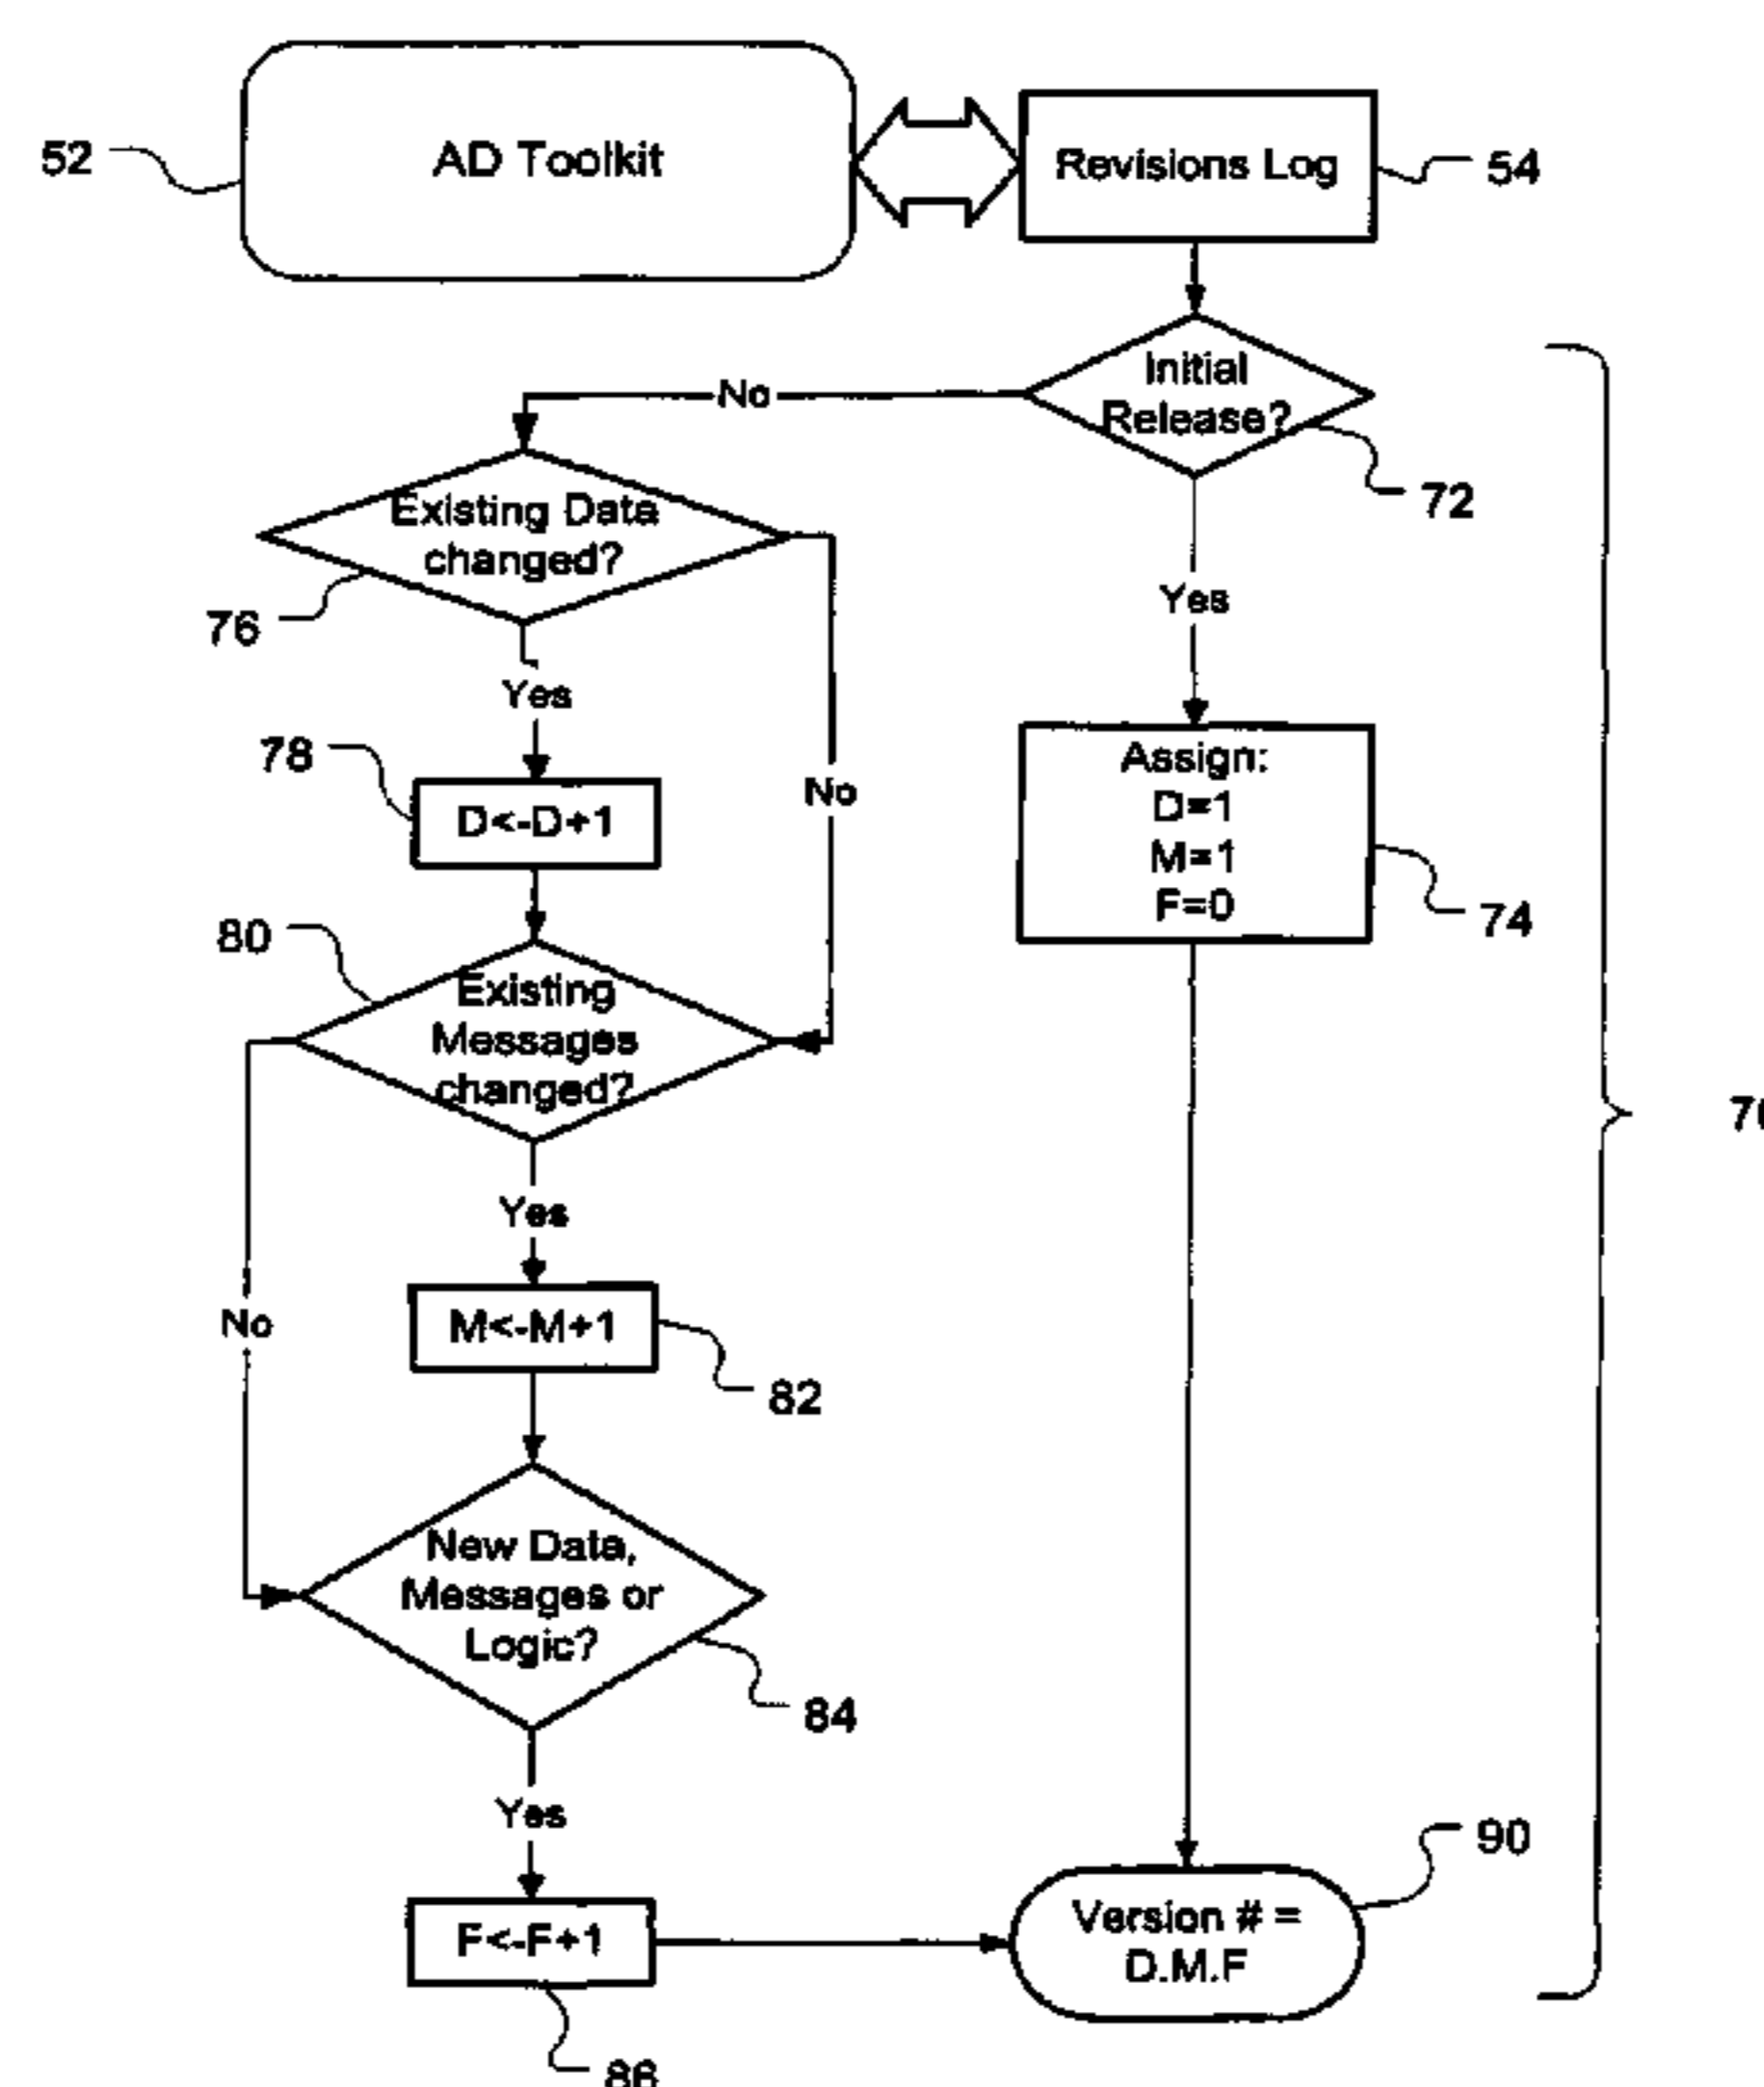 52
AD Toolkit
Revisions Log
54
Initial
Release?
72
No
Existing Data
changed?
76
Yes
Yes
78
D<-D+1
No
Assign:
D=1
M=1
F=0
74
80
Existing
Messages
changed?
Yes
No
M<-M+1
82
New Data,
Messages or
Logic?
84
Yes
F<-F+1
86
90
Version # =
D.M.F